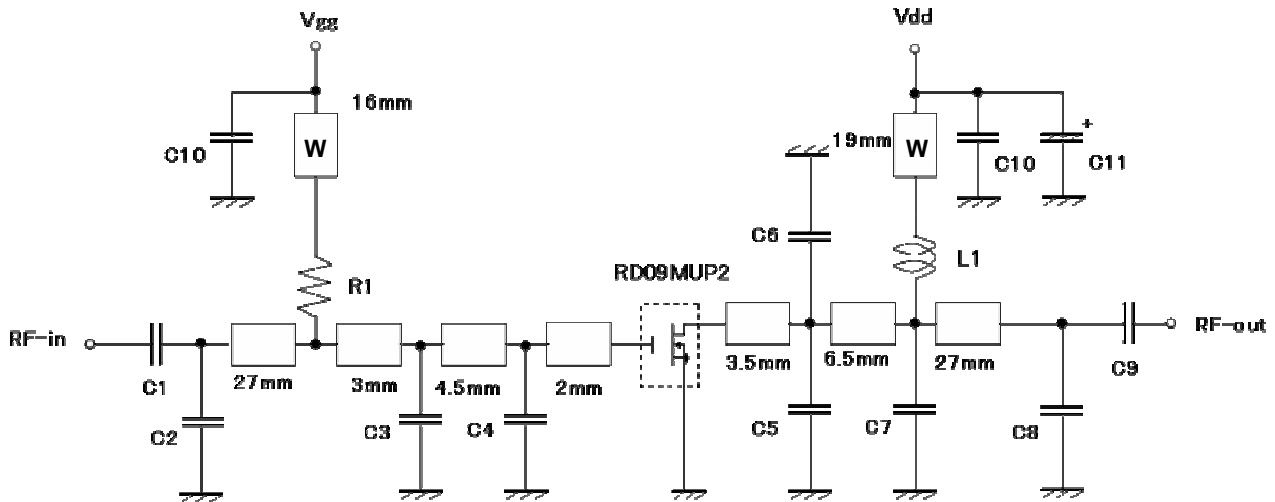 Vgg
Vdd
16mm
C10
W
19mm
W
+
C10
C11
C6
R1
RD09MUP2
L1
RF-in
RF-out
C1
27mm
3mm
4.5mm
2mm
3.5mm
6.5mm
27mm
C9
C2
C3
C4
C5
C7
C8